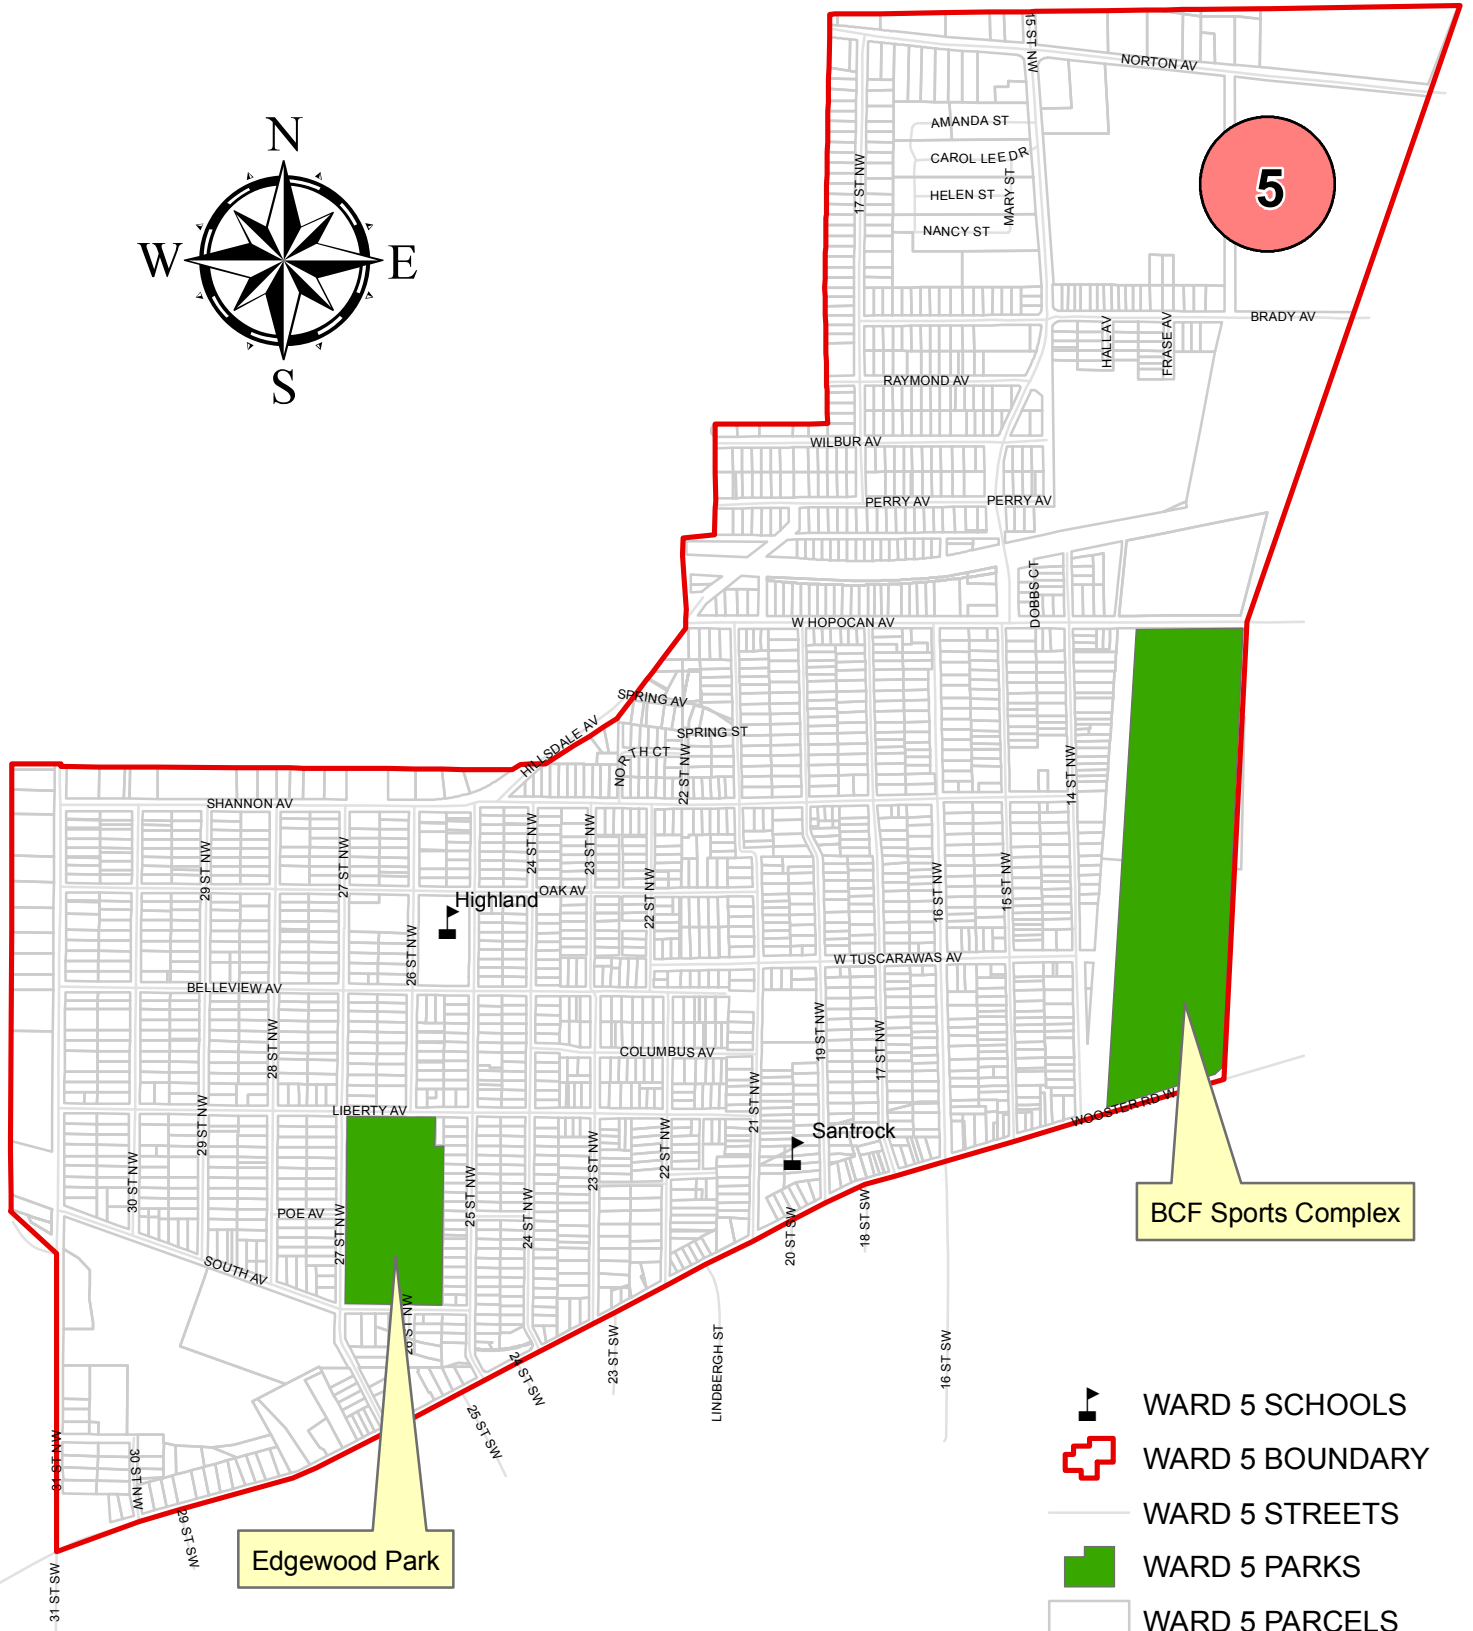 15 ST NW
NORTON AV
N
AMANDA ST
CAROL LEE DR
17 ST NW
5
HELEN ST
MARY ST
NANCY ST
W
E
BRADY AV
HALL AV
FRASE AV
S
RAYMOND AV
WILBUR AV
PERRY AV
PERRY AV
DOBBS CT
W HOPOCAN AV
SPRING AV
SPRING ST
HILLSDALE AV
NORTH CT
22 ST NW
14 ST NW
SHANNON AV
29 ST NW
27 ST NW
24 ST NW
23 ST NW
Highland
OAK AV
22 ST NW
16 ST NW
15 ST NW
26 ST NW
W TUSCARAWAS AV
BELLEVIEW AV
28 ST NW
COLUMBUS AV
19 ST NW
17 ST NW
21 ST NW
LIBERTY AV
WOOSTER RD W
29 ST NW
Santrock
30 ST NW
25 ST NW
24 ST NW
23 ST NW
22 ST NW
POE AV
27 ST NW
20 ST SW
18 ST SW
BCF Sports Complex
SOUTH AV
26 ST NW
24 ST SW
23 ST SW
LINDBERGH ST
16 ST SW
25 ST SW
31 ST NW
30 ST NW
29 ST SW
Edgewood Park
31 ST SW
WARD 5 SCHOOLS
WARD 5 BOUNDARY
WARD 5 STREETS
WARD 5 PARKS
WARD 5 PARCELS